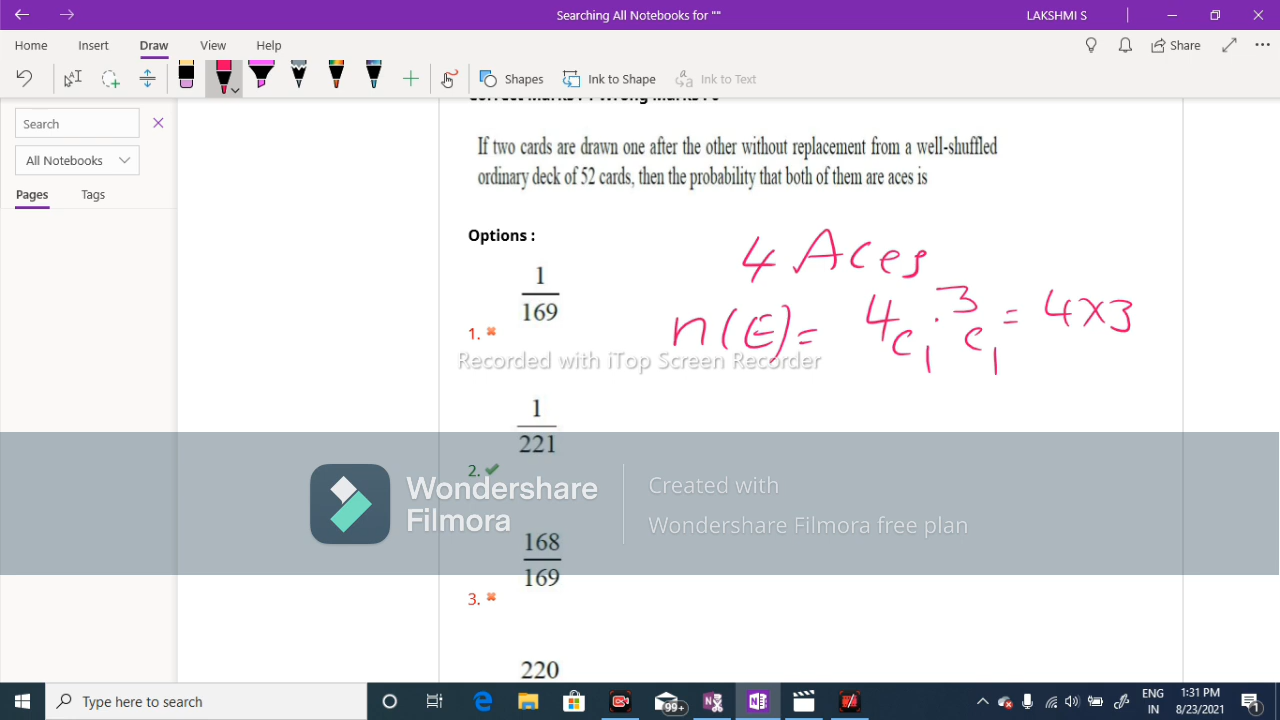 Searching All Notebooks for ""
LAKSHMI S
Home Insert Draw View Help
Share
Shapes
Ink to Shape
Ink to Text
Search
All Notebooks
Pages Tags
If two cards are drawn one after the other without replacement from a well-shuffled
ordinary deck of 52 cards, then the probability that both of them are aces is
Options :
4 Aces
1
169
1.
n(E)= 4c1 . 3c1 = 4x3
Recorded with iTop Screen Recorder
1
221
2.
Wondershare
Filmora
Created with
Wondershare Filmora free plan
168
169
3.
220
Type here to search
99+
ENG
IN
1:31 PM
8/23/2021
1